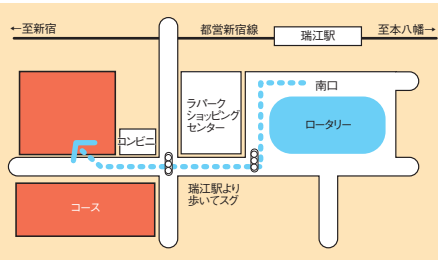 ←至新宿
都営新宿線
瑞江駅
至本八幡→
南口
ラパーク
ショッピング
センター
ロータリー
コンビニ
瑞江駅より
歩いてスグ
コース